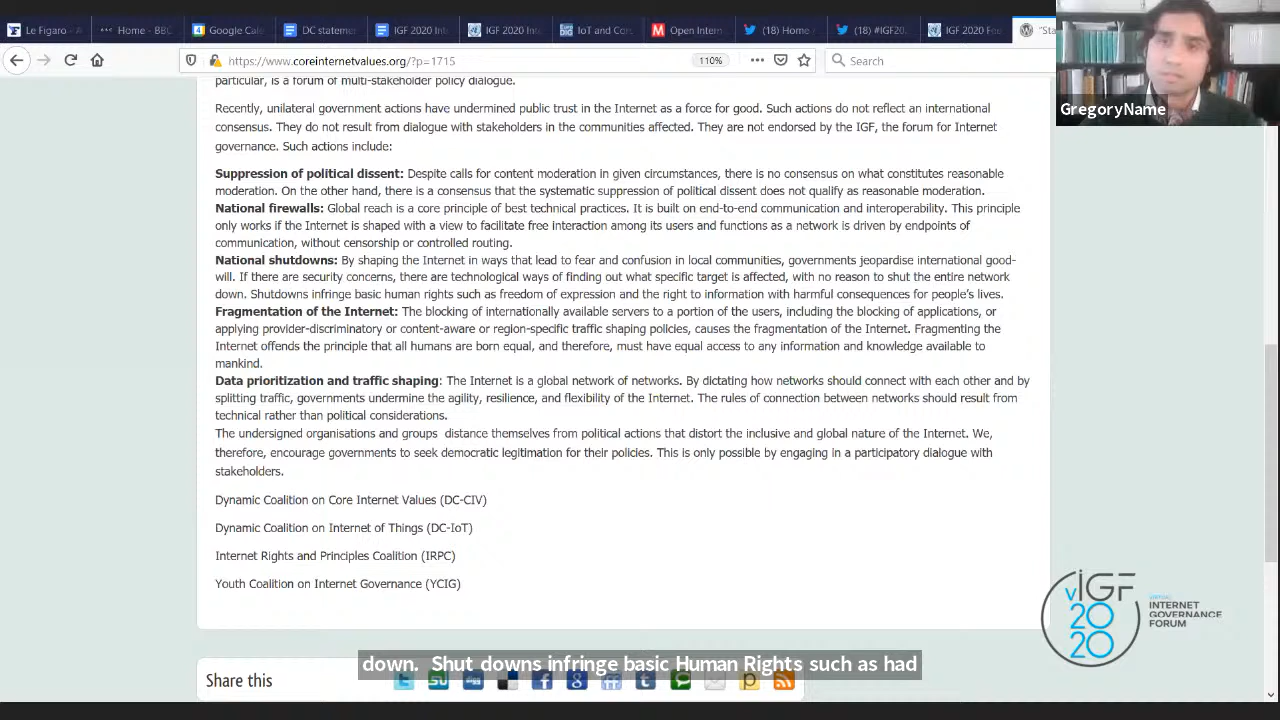 Le Figaro - A
Home - BBC
Google Cale
DC stateme
IGF 2020 Int
IGF 2020 Int
IoT and Cor
Open Intern
(18) Home
(18) #IGF20
IGF 2020 Fee
"Sta
https://www.coreinternetvalues.org/?p=1715
110%
Search
GregoryName
particular, is a forum of multi-stakeholder policy dialogue.
Recently, unilateral government actions have undermined public trust in the Internet as a force for good. Such actions do not reflect an international
consensus. They do not result from dialogue with stakeholders in the communities affected. They are not endorsed by the IGF, the forum for Internet
governance. Such actions include:
Suppression of political dissent: Despite calls for content moderation in given circumstances, there is no consensus on what constitutes reasonable
moderation. On the other hand, there is a consensus that the systematic suppression of political dissent does not qualify as reasonable moderation.
National firewalls: Global reach is a core principle of best technical practices. It is built on end-to-end communication and interoperability. This principle
only works if the Internet is shaped with a view to facilitate free interaction among its users and functions as a network is driven by endpoints of
communication, without censorship or controlled routing.
National shutdowns: By shaping the Internet in ways that lead to fear and confusion in local communities, governments jeopardise international good-
will. If there are security concerns, there are technological ways of finding out what specific target is affected, with no reason to shut the entire network
down. Shutdowns infringe basic human rights such as freedom of expression and the right to information with harmful consequences for people's lives.
Fragmentation of the Internet: The blocking of internationally available servers to a portion of the users, including the blocking of applications, or
applying provider-discriminatory or content-aware or region-specific traffic shaping policies, causes the fragmentation of the Internet. Fragmenting the
Internet offends the principle that all humans are born equal, and therefore, must have equal access to any information and knowledge available to
mankind.
Data prioritization and traffic shaping: The Internet is a global network of networks. By dictating how networks should connect with each other and by
splitting traffic, governments undermine the agility, resilience, and flexibility of the Internet. The rules of connection between networks should result from
technical rather than political considerations.
The undersigned organisations and groups distance themselves from political actions that distort the inclusive and global nature of the Internet. We,
therefore, encourage governments to seek democratic legitimation for their policies. This is only possible by engaging in a participatory dialogue with
stakeholders.
Dynamic Coalition on Core Internet Values (DC-CIV)
Dynamic Coalition on Internet of Things (DC-IoT)
Internet Rights and Principles Coalition (IRPC)
Youth Coalition on Internet Governance (YCIG)
vIGF
2020
VIRTUAL
INTERNET
GOVERNANCE
FORUM
down. Shut downs infringe basic Human Rights such as had
Share this